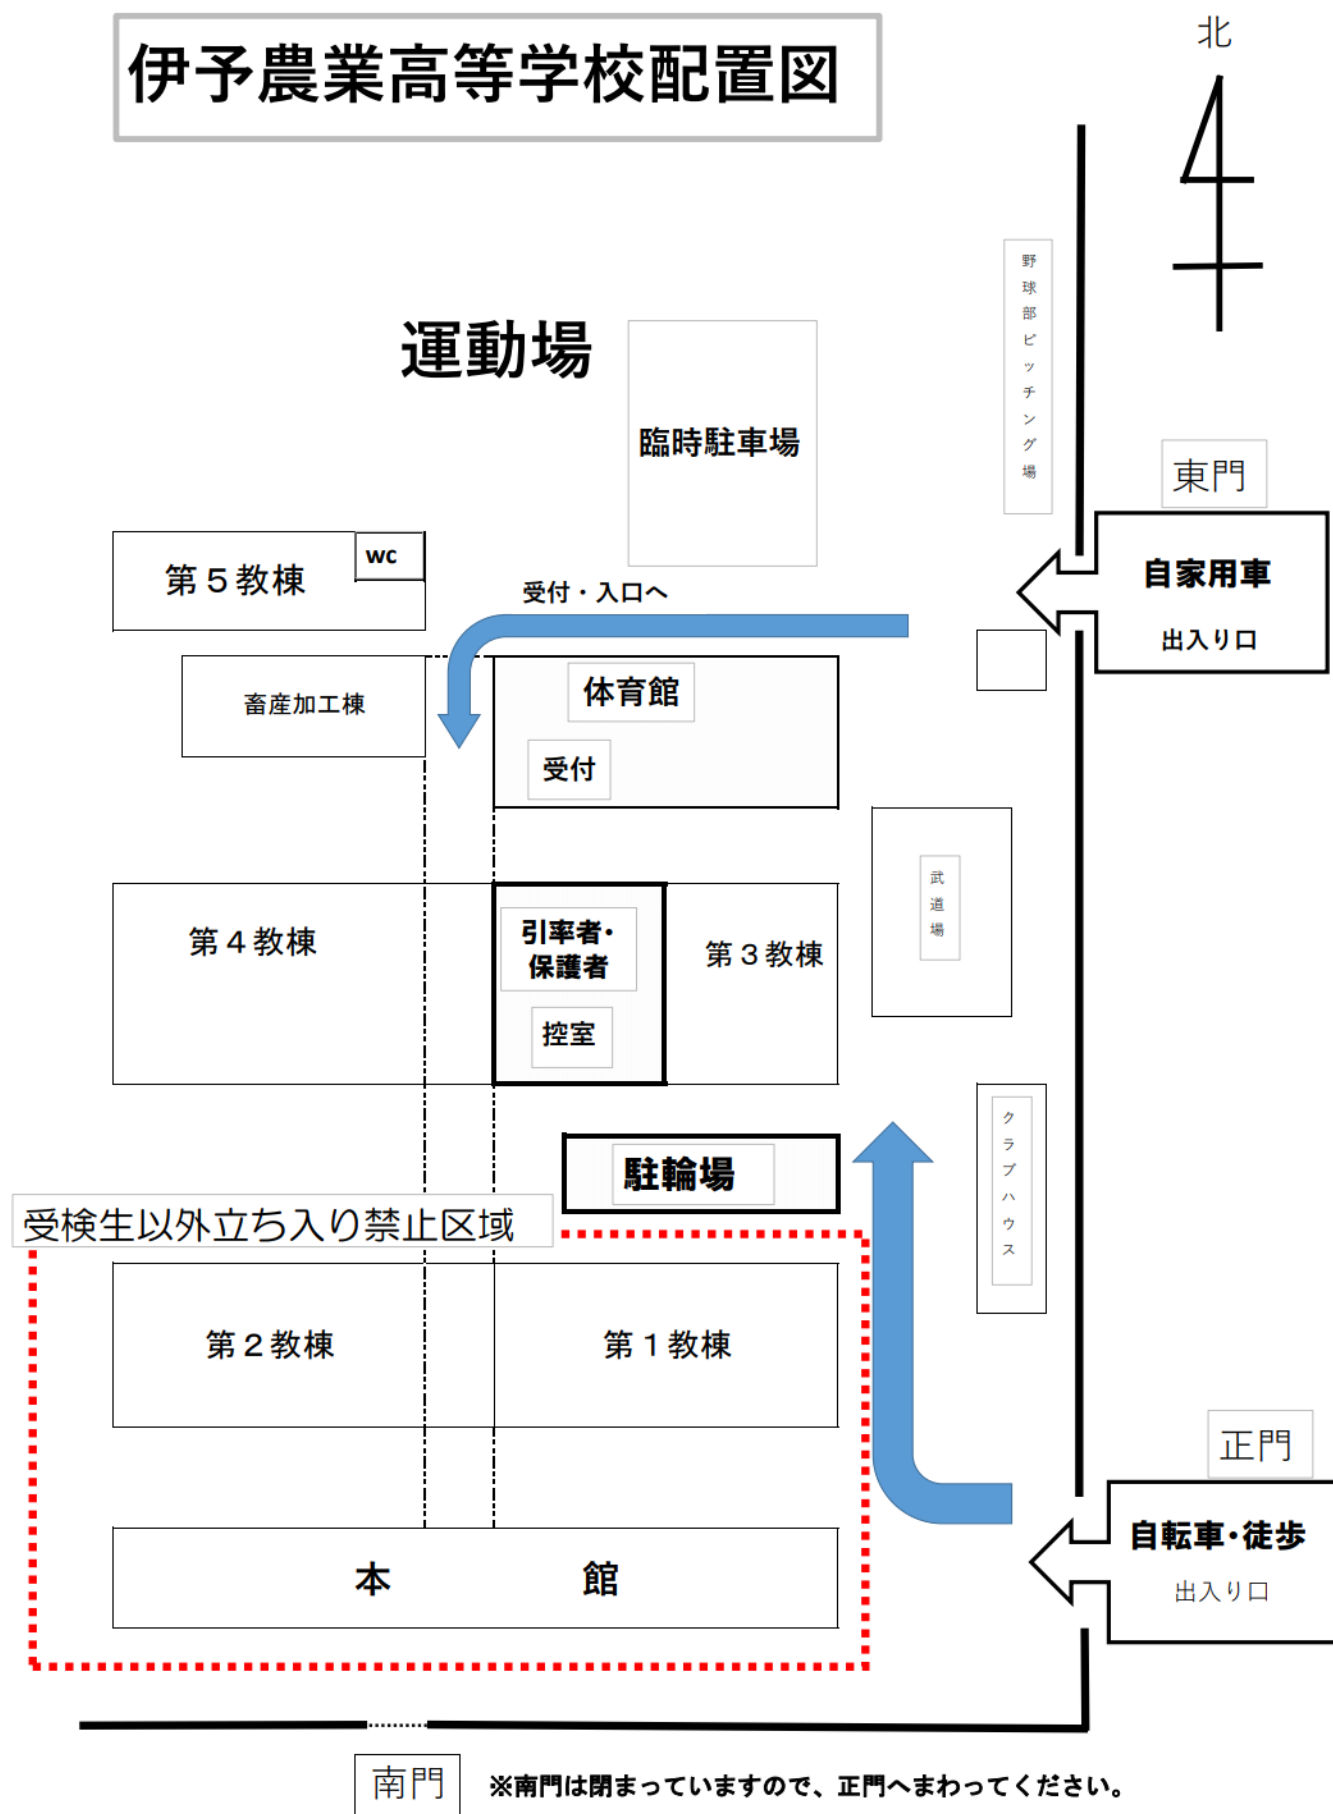 伊予農業高等学校配置図
北
野球部ピッチング場
運動場
臨時駐車場
東門
自家用車
出入り口
第５教棟
wc
受付・入口へ
畜産加工棟
体育館
受付
武道場
第４教棟
引率者・
保護者
控室
第３教棟
クラブハウス
駐輪場
受検生以外立ち入り禁止区域
第２教棟
第１教棟
正門
自転車・徒歩
出入り口
本館
南門
※南門は閉まっていますので、正門へまわってください。